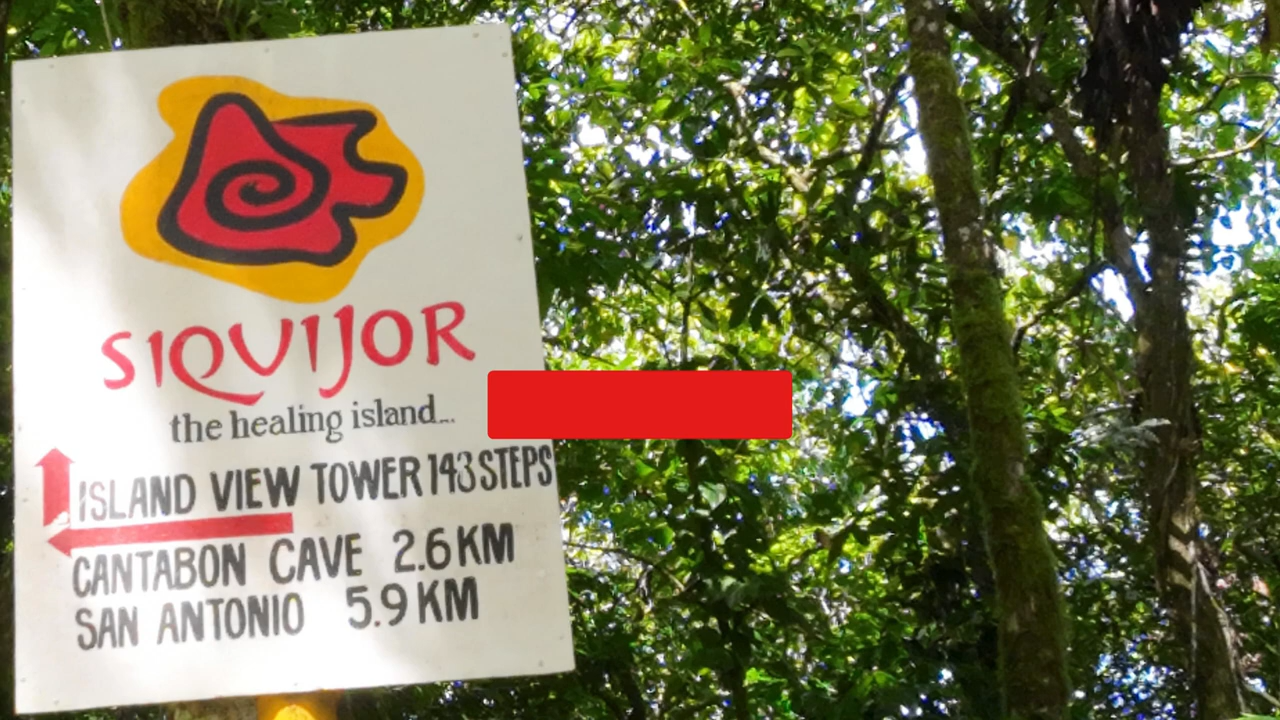 SIQUIJOR
the healing island...
ISLAND VIEW TOWER 143 STEPS
CANTABON CAVE 2.6 KM
SAN ANTONIO 5.9 KM